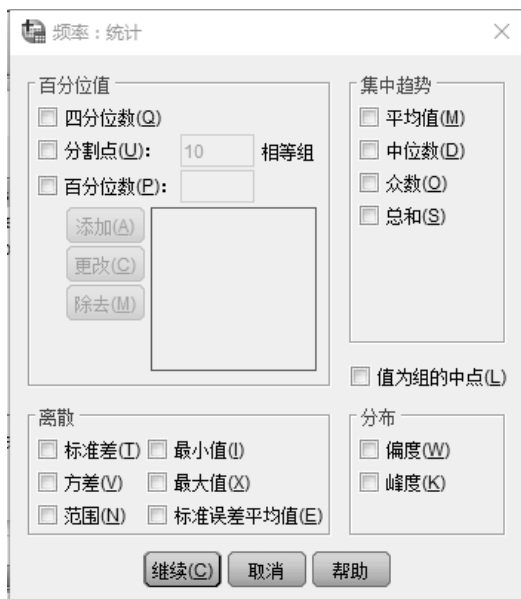 频率：统计
百分位值
四分位数(Q)
分割点(U)： 10 相等组
百分位数(P)：
添加(A)
更改(C)
除去(M)
集中趋势
平均值(M)
中位数(D)
众数(O)
总和(S)
值为组的中点(L)
离散
标准差(T) 最小值(I)
方差(V) 最大值(X)
范围(N) 标准误差平均值(E)
分布
偏度(W)
峰度(K)
继续(C) 取消 帮助